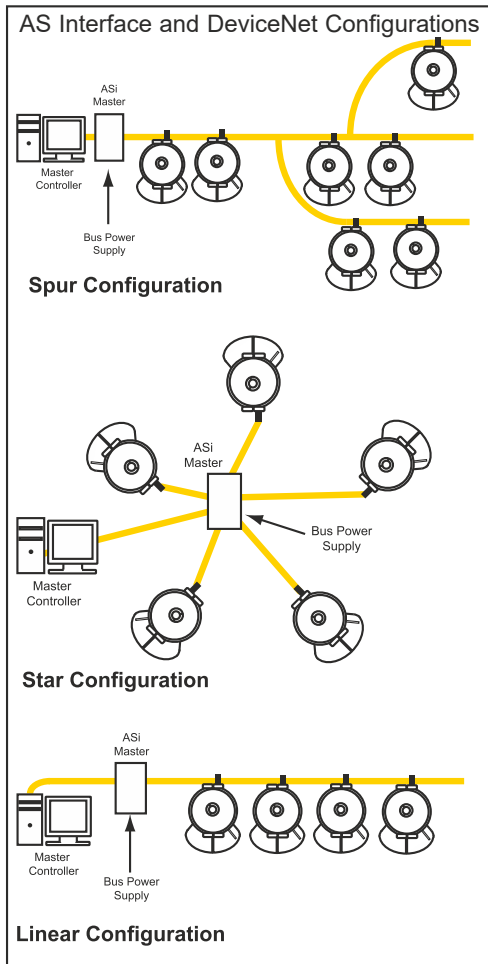 AS Interface and DeviceNet Configurations
ASi
Master
Master
Controller
Bus Power
Supply
Spur Configuration
ASi
Master
Bus Power
Supply
Master
Controller
Star Configuration
ASi
Master
Master
Controller
Bus Power
Supply
Linear Configuration